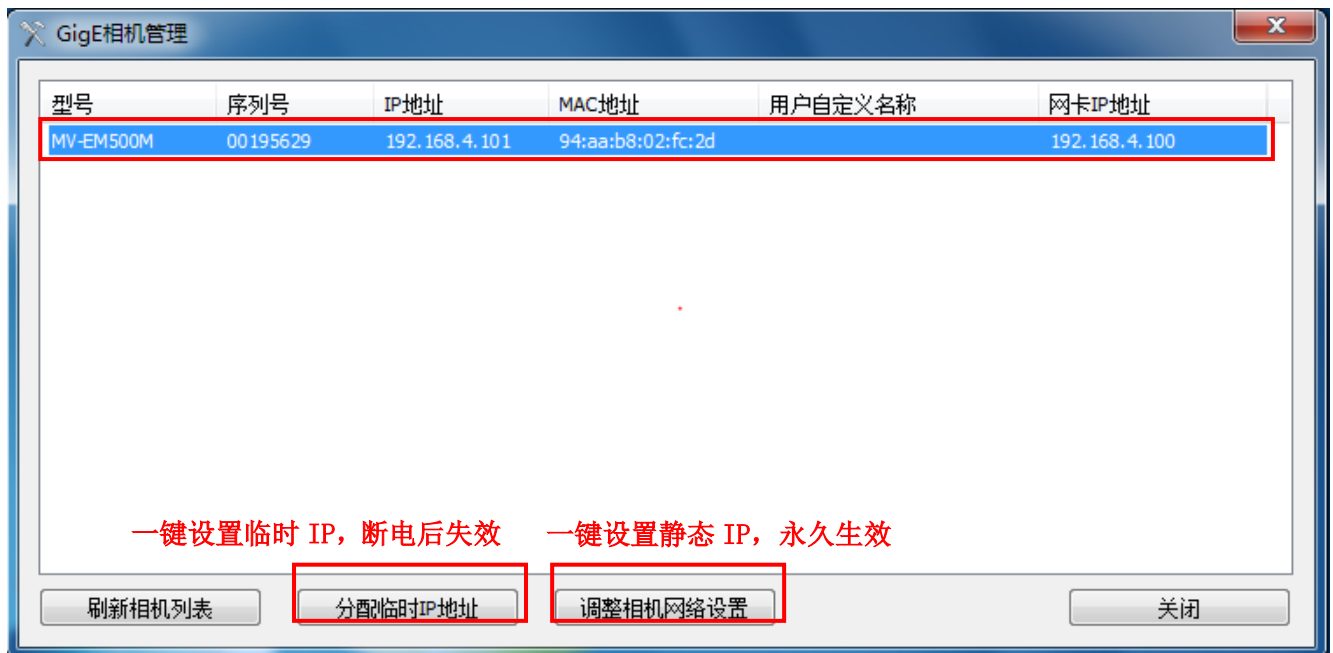 GigE相机管理
型号 序列号 IP地址 MAC地址 用户自定义名称 网卡IP地址
MV-EM500M 00195629 192.168.4.101 94:aa:b8:02:fc:2d 192.168.4.100
一键设置临时 IP，断电后失效 一键设置静态 IP，永久生效
刷新相机列表 分配临时IP地址 调整相机网络设置 关闭